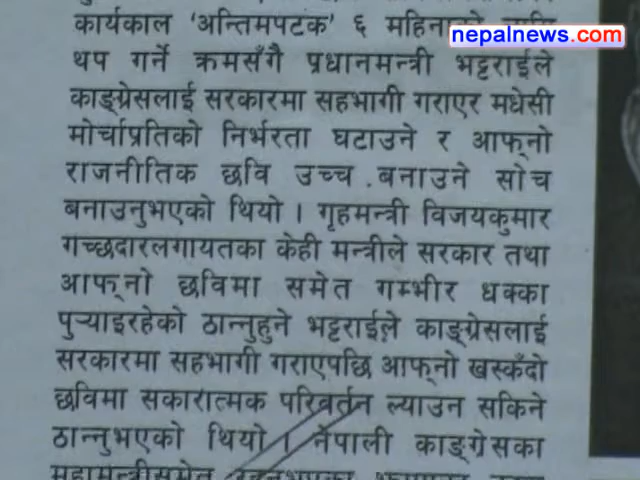 कार्यकाल ‘अन्तिमपटक’ ६
nepalnews.com
थप गर्ने क्रमसँगै प्रधानमन्त्री भट्टराईले
काङ्ग्रेसलाई सरकारमा सहभागी गराएर मधेसी
मोर्चाप्रतिको निर्भरता घटाउने र आफ्नो
राजनीतिक छवि उच्च बनाउने सोच
बनाउनुभएको थियो । गृहमन्त्री विजयकुमार
गच्छदारलगायतका केही मन्त्रीले सरकार तथा
आफ्नो छविमा समेत गम्भीर धक्का
पुऱ्याइरहेको ठान्नुहुने भट्टराईले काङ्ग्रेसलाई
सरकारमा सहभागी गराएपछि आफ्नो खस्कँदो
छविमा सकारात्मक परिवर्तन ल्याउन सकिने
ठान्नुभएको थियो । नेपाली काङ्ग्रेसका